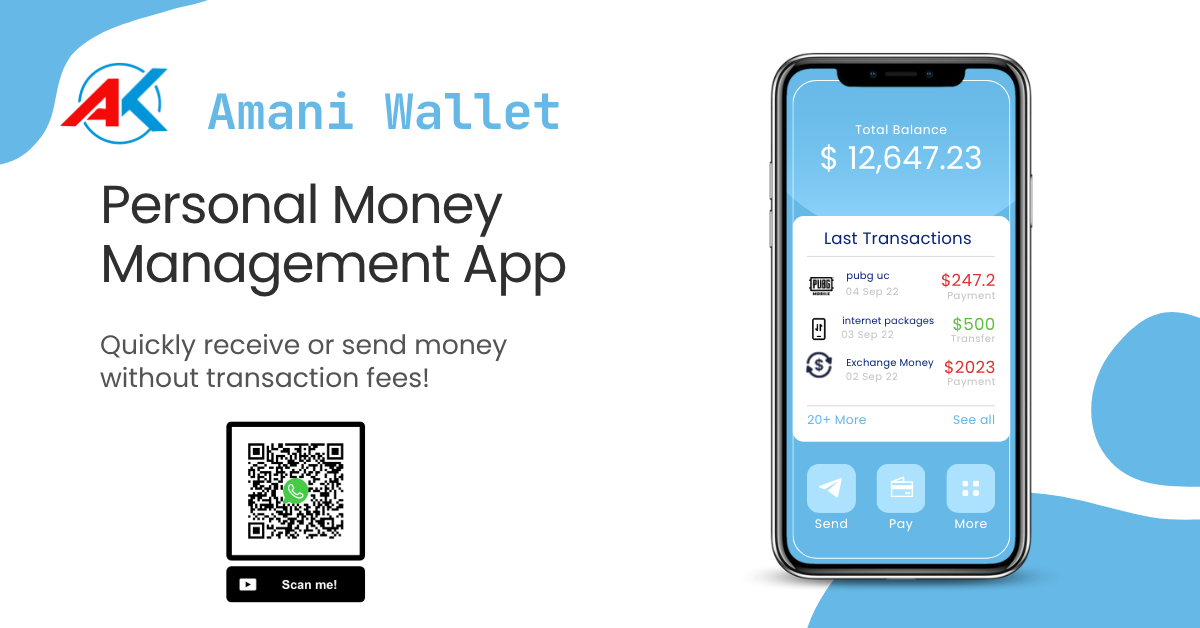 AK
Amani Wallet
Personal Money
Management App
Quickly receive or send money
without transaction fees!
Scan me!
Total Balance
$ 12,647.23
Last Transactions
PUBG
MOBILE
pubg uc
$247.2
04 Sep 22
Payment
internet packages
$500
03 Sep 22
Transfer
$
Exchange Money
$2023
02 Sep 22
Payment
20+ More
See all
Send
Pay
More